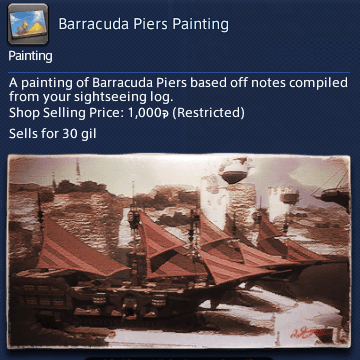 Barracuda Piers Painting
Painting
A painting of Barracuda Piers based off notes compiled
from your sightseeing log.
Shop Selling Price: 1,000 (Restricted)
Sells for 30 gil